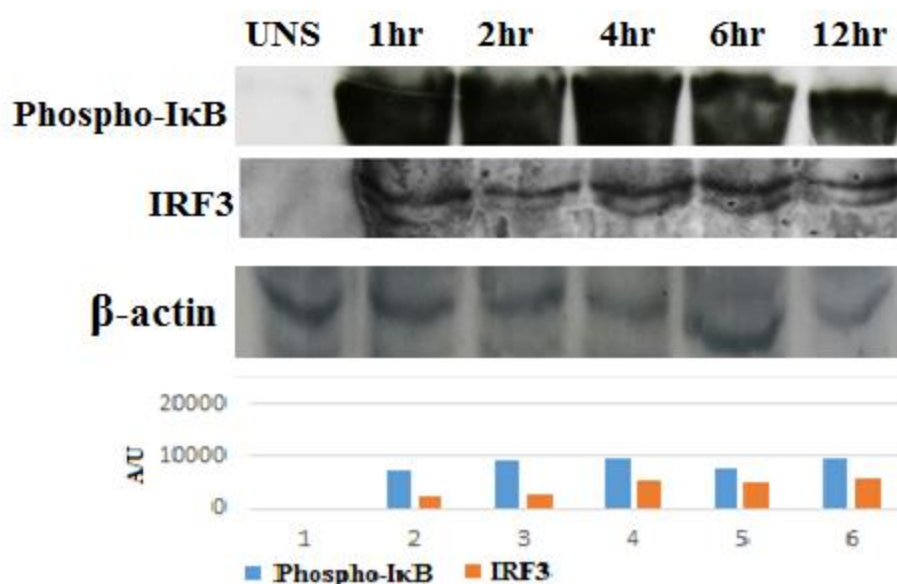 UNS 1hr 2hr 4hr 6hr 12hr
Phospho-IκB
IRF3
β-actin
20000
10000
0
A/U
1 2 3 4 5 6
Phospho-IκB IRF3